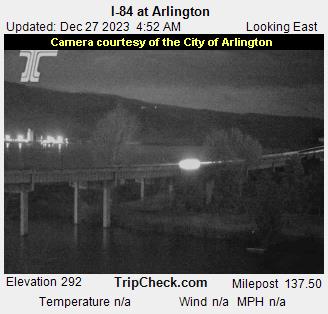 I-84 at Arlington
Updated: Dec 27 2023 4:52 AM Looking East
Camera courtesy of the City of Arlington
Elevation 292 TripCheck.com Milepost 137.50
Temperature n/a Wind n/a MPH n/a